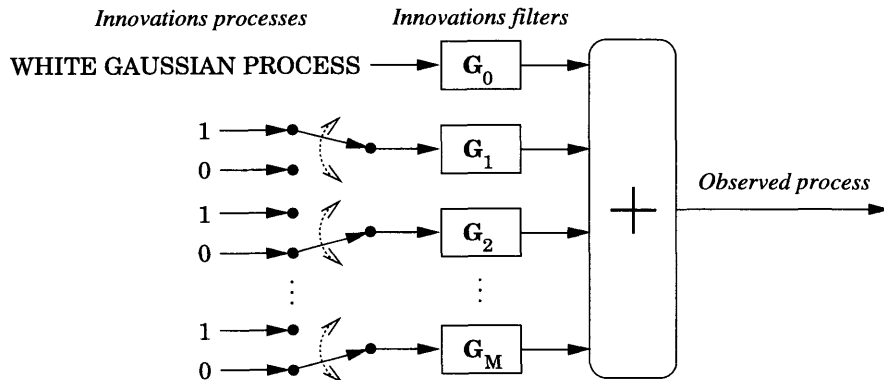 Innovations processes Innovations filters
WHITE GAUSSIAN PROCESS G0
1
G1
0
1
Observed process
+
0 G2
⋮ ⋮
1
GM
0